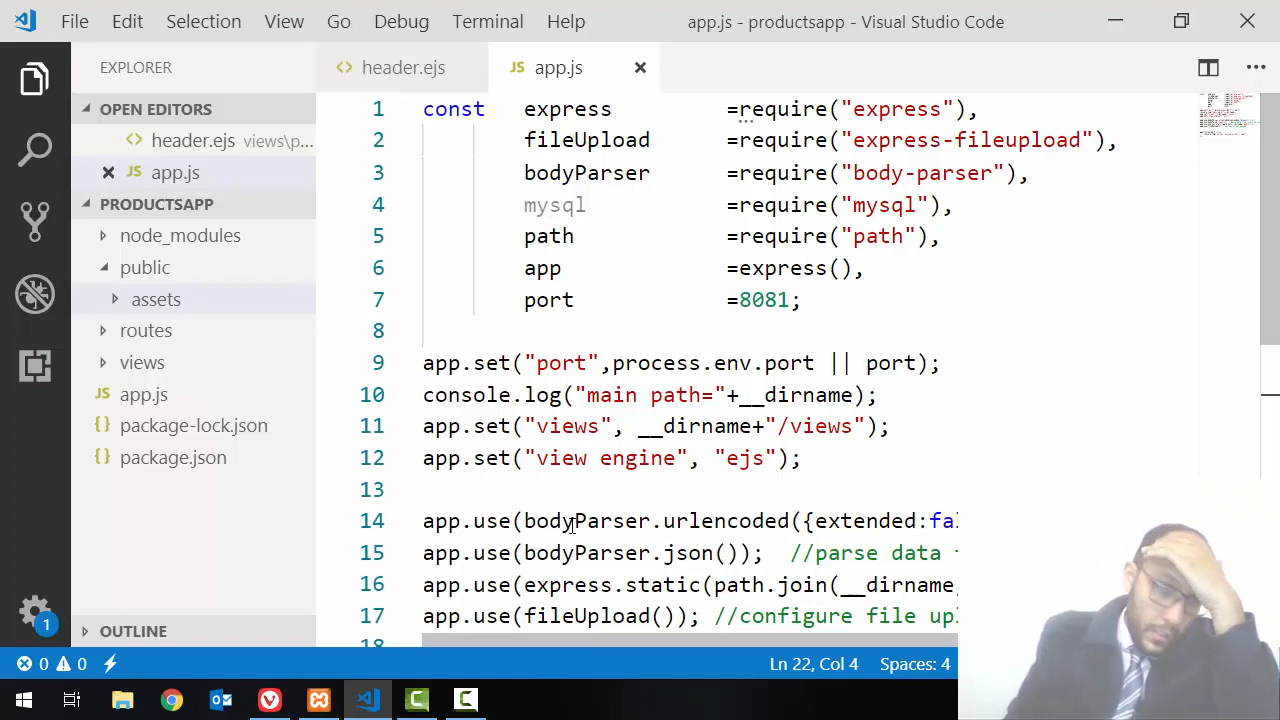 File Edit Selection View Go Debug Terminal Help app.js - productsapp - Visual Studio Code
EXPLORER
OPEN EDITORS
header.ejs views\p...
app.js
PRODUCTSAPP
node_modules
public
assets
routes
views
app.js
package-lock.json
package.json
OUTLINE
header.ejs app.js
1 const express =require("express"),
2 fileUpload =require("express-fileupload"),
3 bodyParser =require("body-parser"),
4 mysql =require("mysql"),
5 path =require("path"),
6 app =express(),
7 port =8081;
8
9 app.set("port",process.env.port || port);
10 console.log("main path="+__dirname);
11 app.set("views", __dirname+"/views");
12 app.set("view engine", "ejs");
13
14 app.use(bodyParser.urlencoded({extended:fal
15 app.use(bodyParser.json()); //parse data
16 app.use(express.static(path.join(__dirname,
17 app.use(fileUpload()); //configure file upl
18
1
0 0 Ln 22, Col 4 Spaces: 4